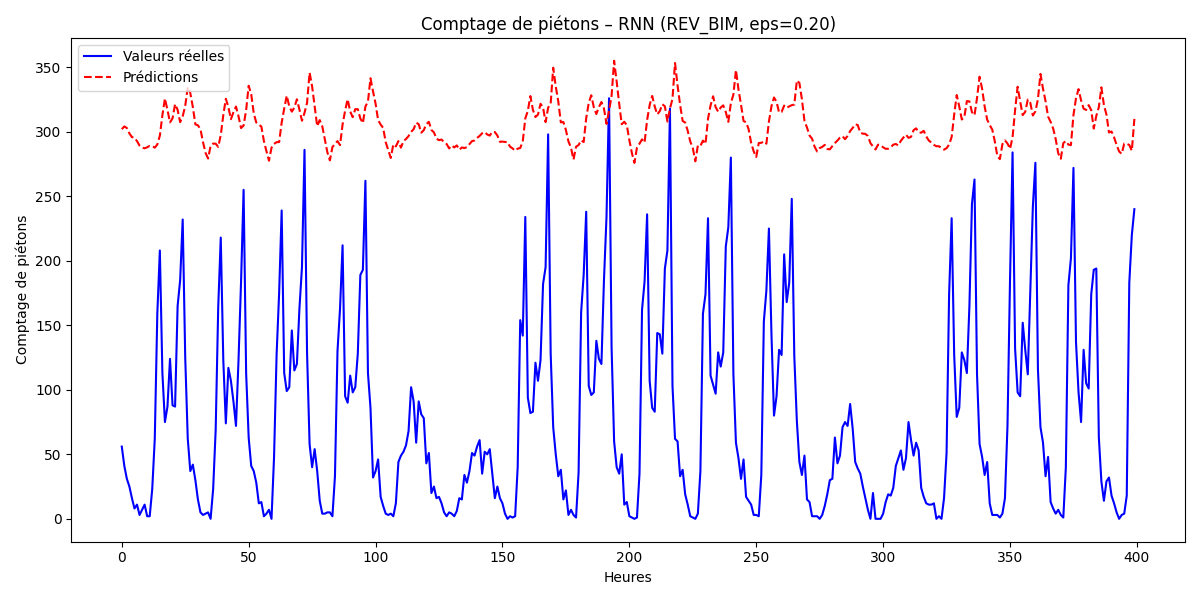 Comptage de piétons – RNN (REV_BIM, eps=0.20)
Valeurs réelles
Prédictions
Comptage de piétons
350
300
250
200
150
100
50
0
0 50 100 150 200 250 300 350 400
Heures